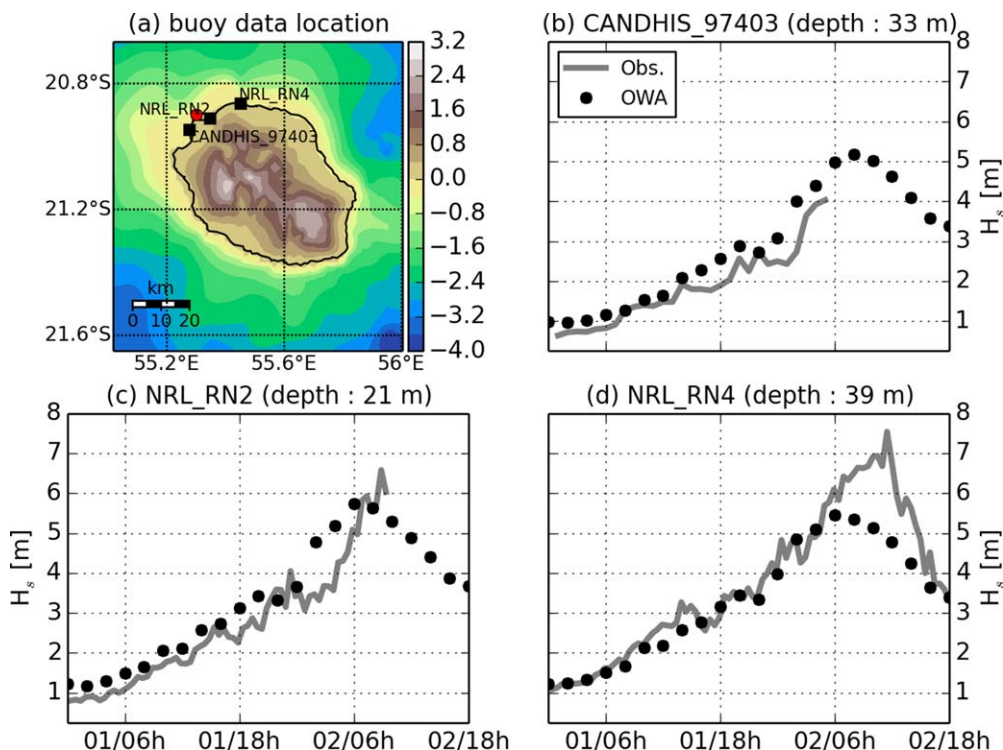 (a) buoy data location
3.2
2.4
1.6
0.8
0.0
−0.8
−1.6
−2.4
−3.2
−4.0
20.8°S
21.2°S
21.6°S
55.2°E
55.6°E
56°E
NRL_RN4
NRL_RN2
CANDHIS_97403
km
0 10 20
(b) CANDHIS_97403 (depth : 33 m)
Obs.
OWA
8
7
6
5
4
3
2
1
H_s [m]
(c) NRL_RN2 (depth : 21 m)
8
7
6
5
4
3
2
1
H_s [m]
01/06h
01/18h
02/06h
02/18h
(d) NRL_RN4 (depth : 39 m)
8
7
6
5
4
3
2
1
H_s [m]
01/06h
01/18h
02/06h
02/18h